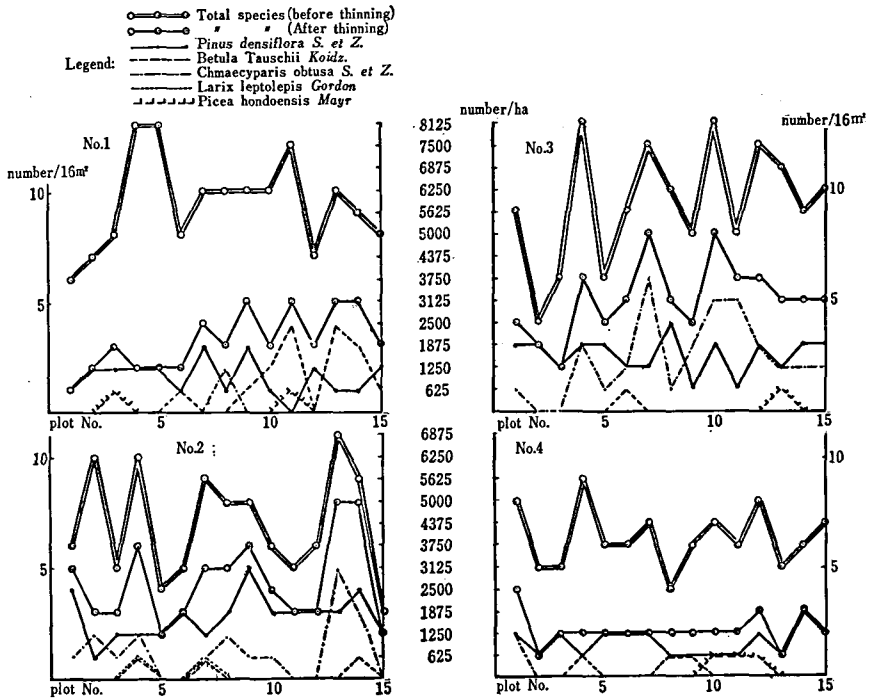 Legend:
Total species (before thinning)
〃 〃 (After thinning)
Pinus densiflora S. et Z.
Betula Tauschii Koidz.
Chmaecyparis obtusa S. et Z.
Larix leptolepis Gordon
Picea hondoensis Mayr
number/ha
number/16m²
No.1
number/16m²
10
5
plot No.
5
10
15
8125
7500
6875
6250
5625
5000
4375
3750
3125
2500
1875
1250
625
No.3
10
5
plot No.
5
10
15
No.2
10
5
plot No.
5
10
15
6875
6250
5625
5000
4375
3750
3125
2500
1875
1250
625
No.4
10
5
plot No.
5
10
15